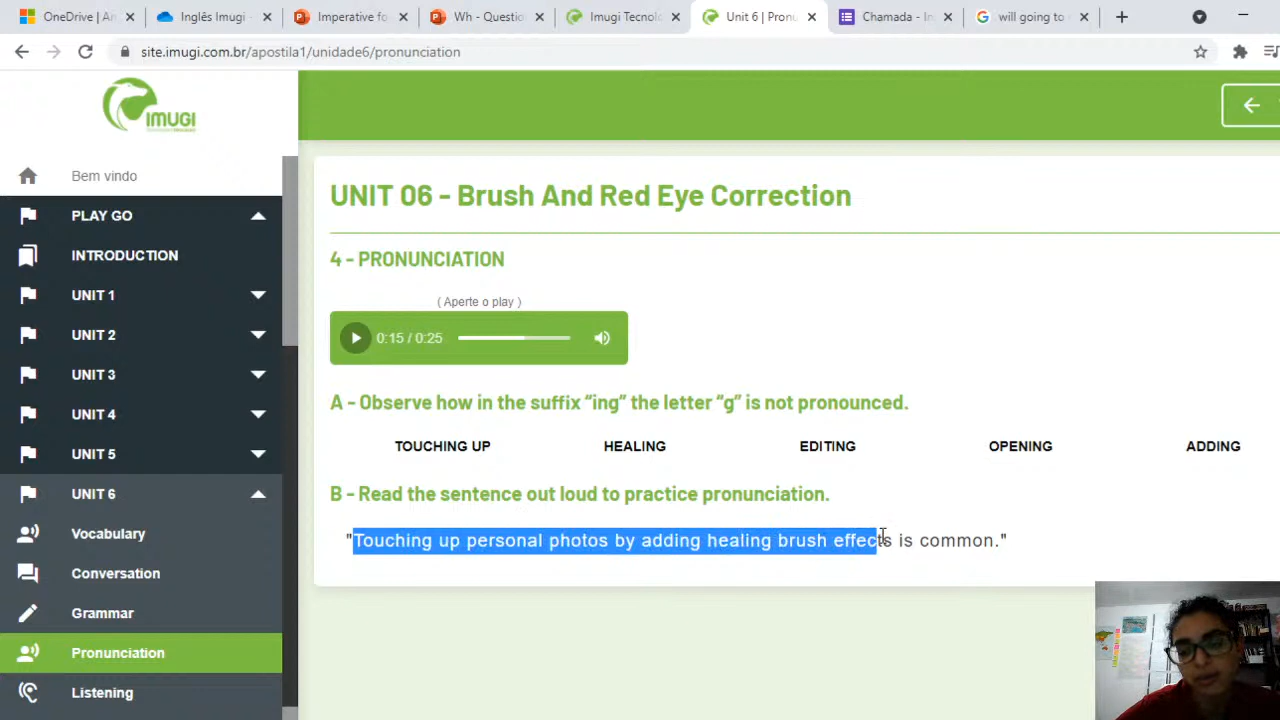 OneDrive | An
Inglês Imugi -
Imperative fo
Wh - Questio
Imugi Tecnolo
Unit 6 | Pronu
Chamada - In
will going to
site.imugi.com.br/apostila1/unidade6/pronunciation
IMUGI
Bem vindo
PLAY GO
INTRODUCTION
UNIT 1
UNIT 2
UNIT 3
UNIT 4
UNIT 5
UNIT 6
Vocabulary
Conversation
Grammar
Pronunciation
Listening
UNIT 06 - Brush And Red Eye Correction
4 - PRONUNCIATION
( Aperte o play )
0:15 / 0:25
A - Observe how in the suffix “ing” the letter “g” is not pronounced.
TOUCHING UP HEALING EDITING OPENING ADDING
B - Read the sentence out loud to practice pronunciation.
"Touching up personal photos by adding healing brush effects is common."